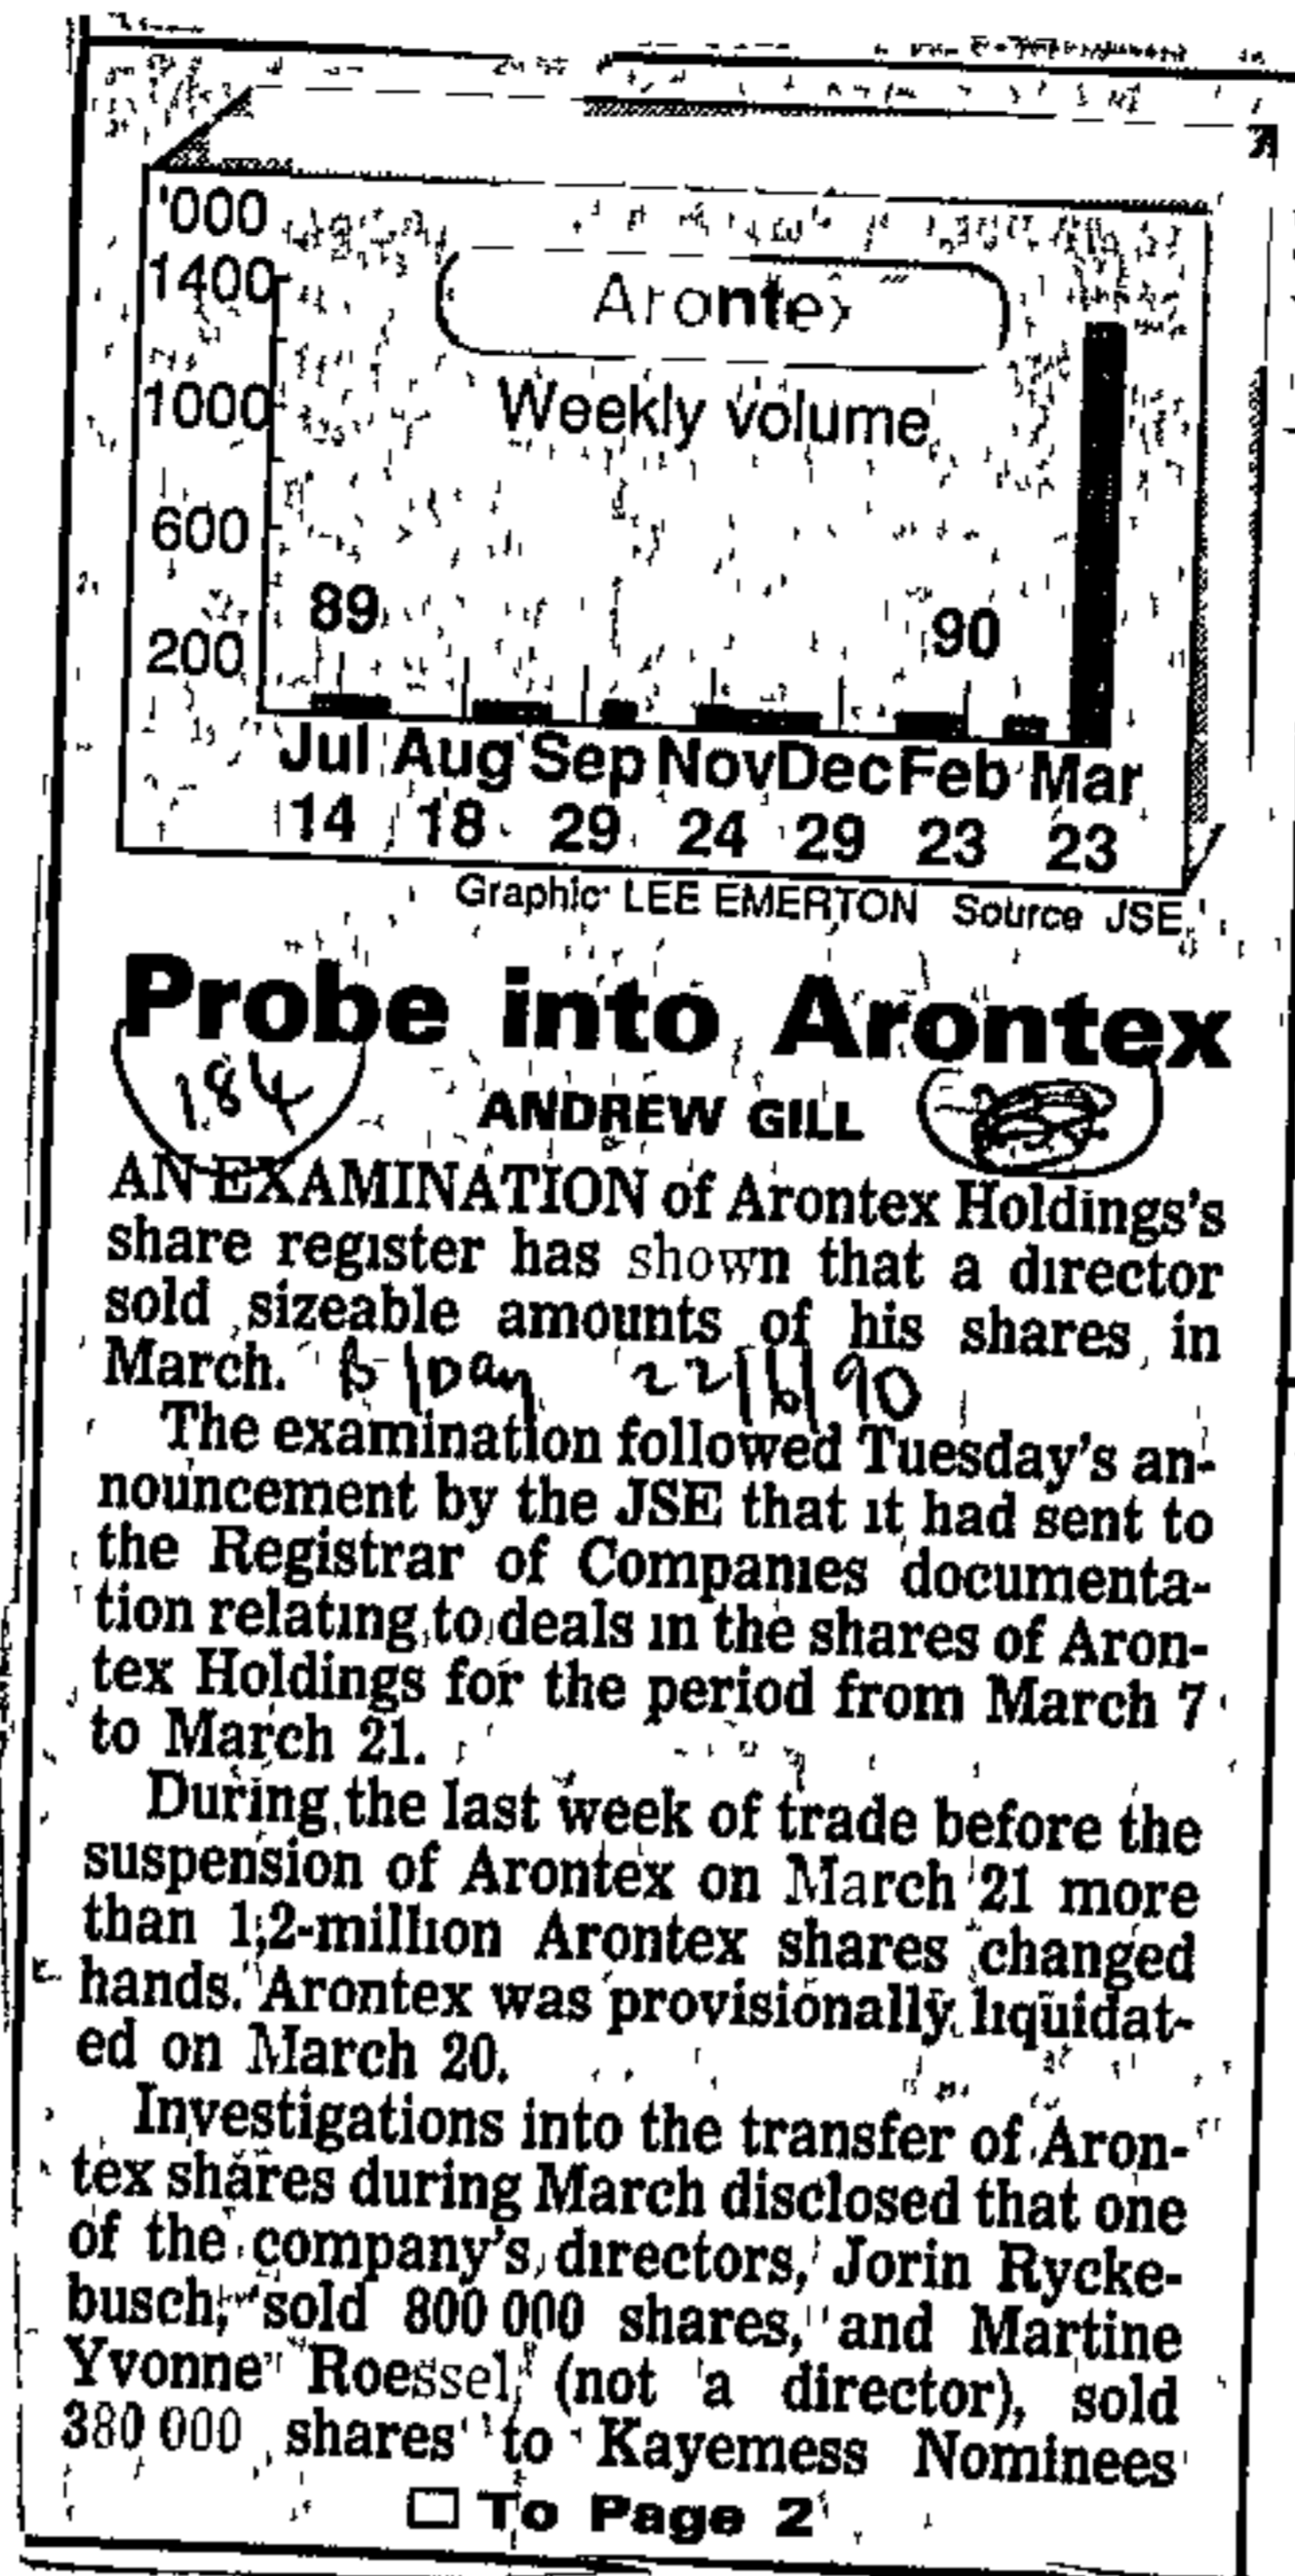 '000
1400
Arontex
1000
Weekly volume
600
89
90
200
Jul Aug Sep Nov Dec Feb Mar
14 18 29 24 29 23 23
Graphic LEE EMERTON Source JSE
Probe into Arontex
184
ANDREW GILL
AN EXAMINATION of Arontex Holdings's
share register has shown that a director
sold sizeable amounts of his shares in
March. B Day 22/6/90
The examination followed Tuesday's an-
nouncement by the JSE that it had sent to
the Registrar of Companies documenta-
tion relating to deals in the shares of Aron-
tex Holdings for the period from March 7
to March 21.
During the last week of trade before the
suspension of Arontex on March 21 more
than 1,2-million Arontex shares changed
hands. Arontex was provisionally liquidat-
ed on March 20.
Investigations into the transfer of Aron-
tex shares during March disclosed that one
of the company's directors, Jorin Rycke-
busch, sold 800 000 shares, and Martine
Yvonne Roessel, (not a director), sold
380 000 shares to Kayemess Nominees
To Page 2